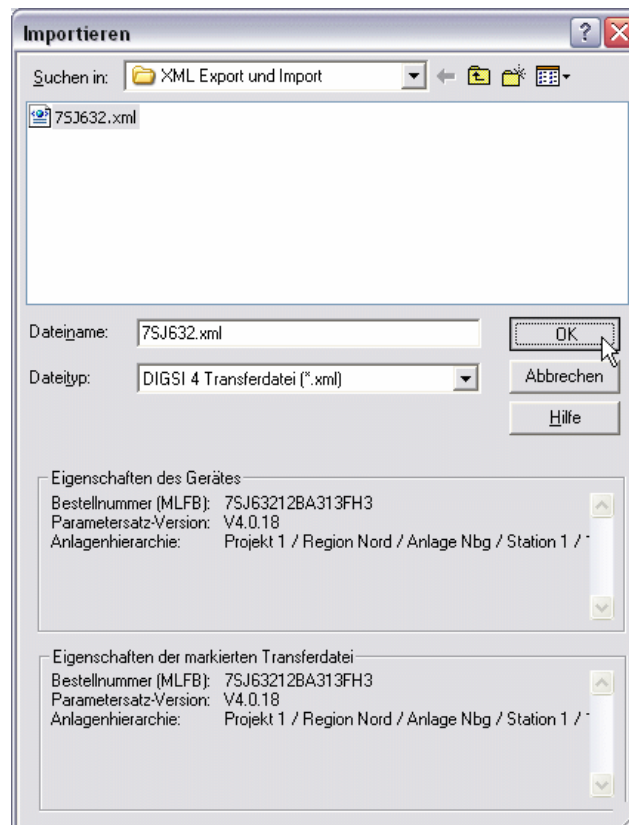 Importieren
Suchen in: XML Export und Import
7SJ632.xml
Dateiname: 7SJ632.xml
OK
Dateityp: DIGSI 4 Transferdatei (*.xml)
Abbrechen
Hilfe
Eigenschaften des Gerätes
Bestellnummer (MLFB): 7SJ63212BA313FH3
Parametersatz-Version: V4.0.18
Anlagenhierarchie: Projekt 1 / Region Nord / Anlage Nbg / Station 1 /
Eigenschaften der markierten Transferdatei
Bestellnummer (MLFB): 7SJ63212BA313FH3
Parametersatz-Version: V4.0.18
Anlagenhierarchie: Projekt 1 / Region Nord / Anlage Nbg / Station 1 /